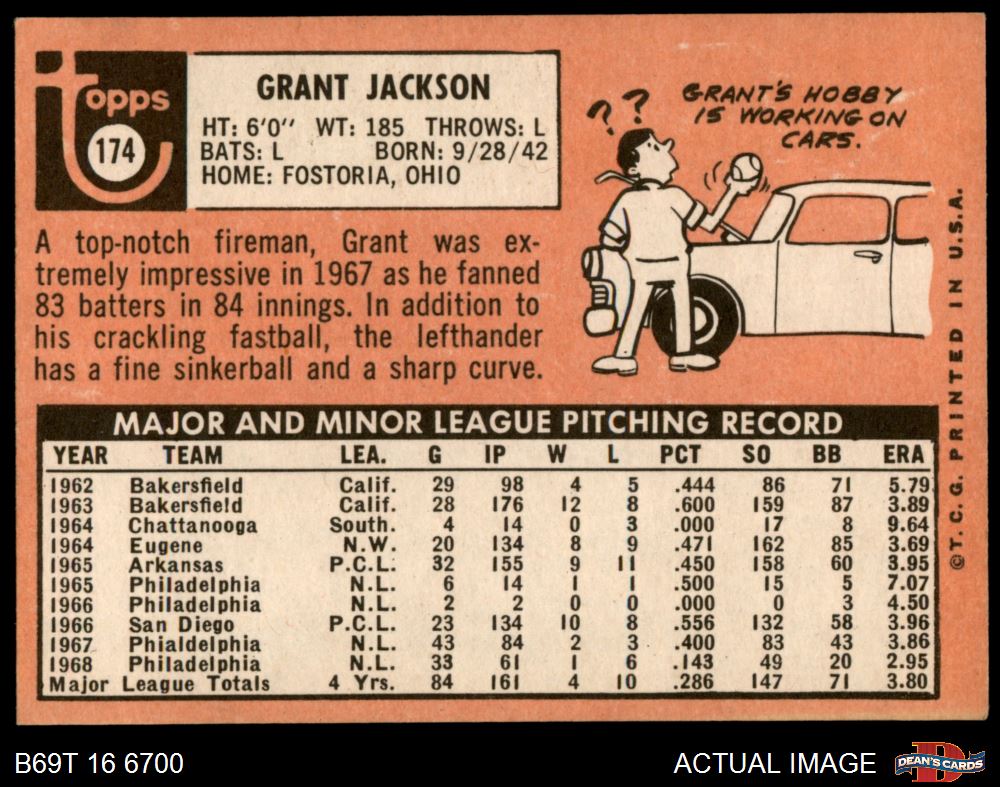 topps
174
GRANT JACKSON
HT: 6'0" WT: 185 THROWS: L
BATS: L BORN: 9/28/42
HOME: FOSTORIA, OHIO
A top-notch fireman, Grant was ex-
tremely impressive in 1967 as he fanned
83 batters in 84 innings. In addition to
his crackling fastball, the lefthander
has a fine sinkerball and a sharp curve.
? ?
GRANT'S HOBBY
IS WORKING ON
CARS.
MAJOR AND MINOR LEAGUE PITCHING RECORD
YEAR TEAM LEA. G IP W L PCT SO BB ERA
1962 Bakersfield Calif. 29 98 4 5 .444 86 71 5.79
1963 Bakersfield Calif. 28 176 12 8 .600 159 87 3.89
1964 Chattanooga South. 4 14 0 3 .000 17 8 9.64
1964 Eugene N.W. 20 134 8 9 .471 162 85 3.69
1965 Arkansas P.C.L. 32 155 9 11 .450 158 60 3.95
1965 Philadelphia N.L. 6 14 1 1 .500 15 5 7.07
1966 Philadelphia N.L. 2 2 0 0 .000 0 3 4.50
1966 San Diego P.C.L. 23 134 10 8 .556 132 58 3.96
1967 Phialdelphia N.L. 43 84 2 3 .400 83 43 3.86
1968 Philadelphia N.L. 33 61 1 6 .143 49 20 2.95
Major League Totals 4 Yrs. 84 161 4 10 .286 147 71 3.80
©T. C. G. PRINTED IN U.S.A.
B69T 16 6700
ACTUAL IMAGE
DEAN'S CARDS